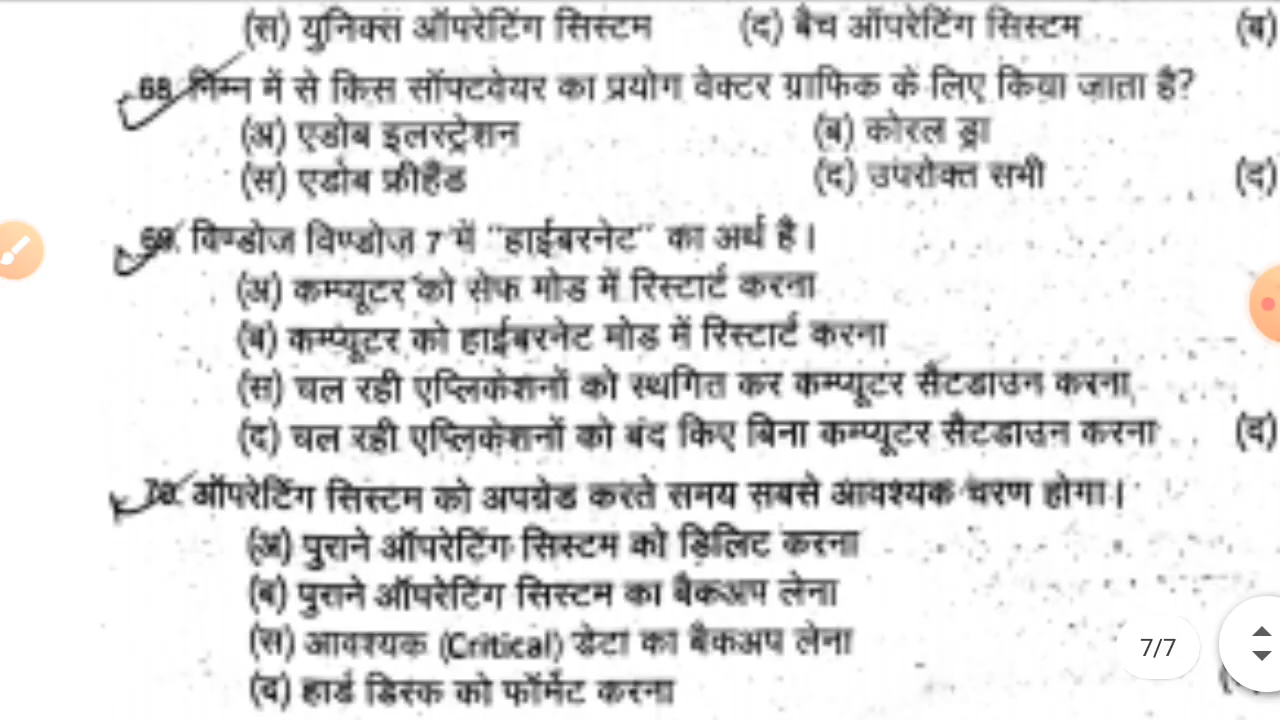 (स) युनिक्स ऑपरेटिंग सिस्टम (द) बैच ऑपरेटिंग सिस्टम (ब)
68. निम्न में से किस सॉफ्टवेयर का प्रयोग वेक्टर ग्राफिक के लिए किया जाता है?
(अ) एडोब इलस्ट्रेशन (ब) कोरल ड्रा
(स) एडोब फ्रीहैंड (द) उपरोक्त सभी (द)
69. विण्डोज विण्डोज 7 में "हाईबरनेट" का अर्थ है।
(अ) कम्प्यूटर को सेफ मोड में रिस्टार्ट करना
(ब) कम्प्यूटर को हाईबरनेट मोड में रिस्टार्ट करना
(स) चल रही एप्लिकेशनों को स्थगित कर कम्प्यूटर सैटडाउन करना
(द) चल रही एप्लिकेशनों को बंद किए बिना कम्प्यूटर सैटडाउन करना (द)
70. ऑपरेटिंग सिस्टम को अपग्रेड करते समय सबसे आवश्यक चरण होगा।
(अ) पुराने ऑपरेटिंग सिस्टम को डिलिट करना
(ब) पुराने ऑपरेटिंग सिस्टम का बैकअप लेना
(स) आवश्यक (Critical) डेटा का बैकअप लेना
(द) हार्ड डिस्क को फॉर्मेट करना
7/7